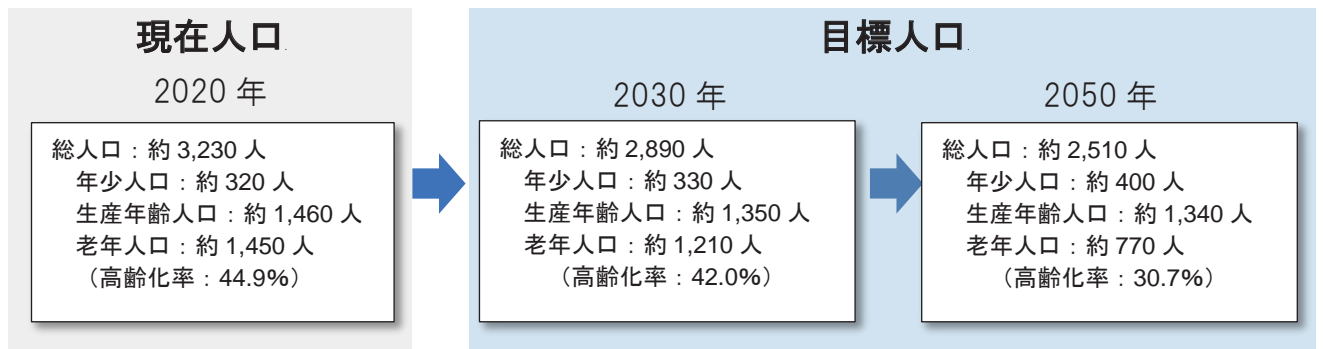 現在人口
2020 年
総人口：約 3,230 人
年少人口：約 320 人
生産年齢人口：約 1,460 人
老年人口：約 1,450 人
（高齢化率：44.9%）
目標人口
2030 年
総人口：約 2,890 人
年少人口：約 330 人
生産年齢人口：約 1,350 人
老年人口：約 1,210 人
（高齢化率：42.0%）
2050 年
総人口：約 2,510 人
年少人口：約 400 人
生産年齢人口：約 1,340 人
老年人口：約 770 人
（高齢化率：30.7%）